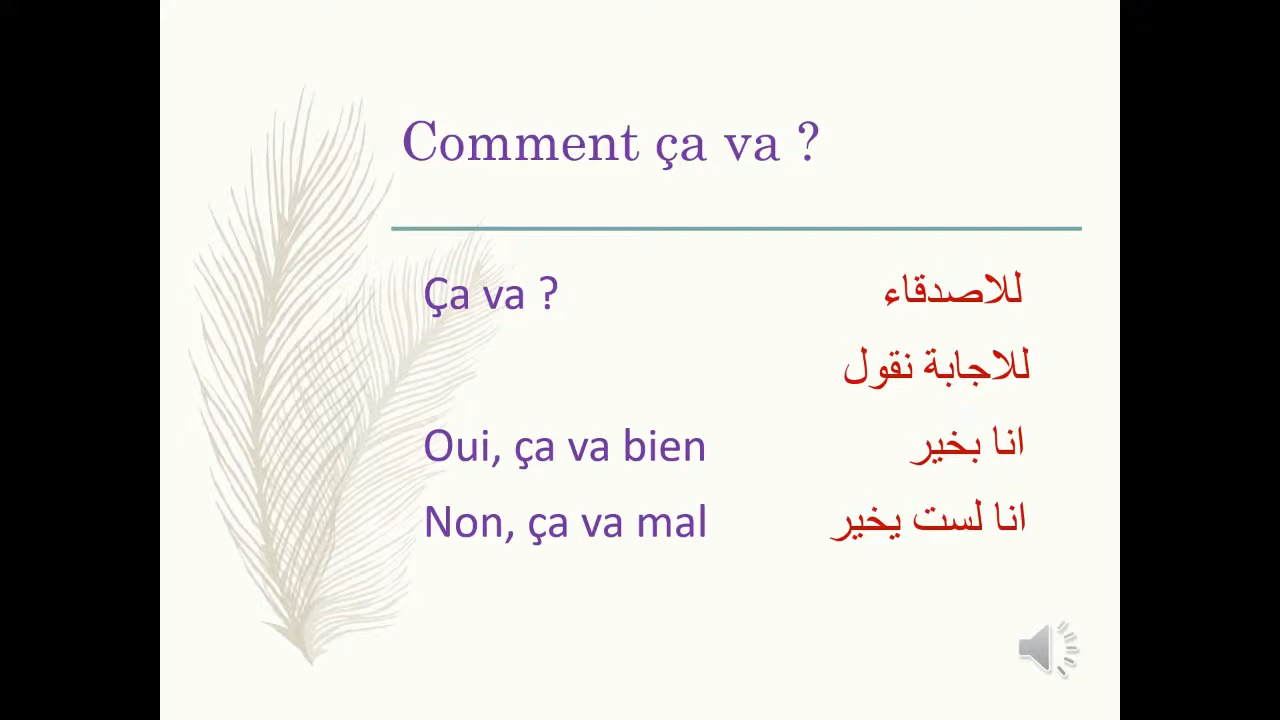 Comment ça va ?
Ça va ? للاصدقاء
للاجابة نقول
Oui, ça va bien انا بخير
Non, ça va mal انا لست يخير